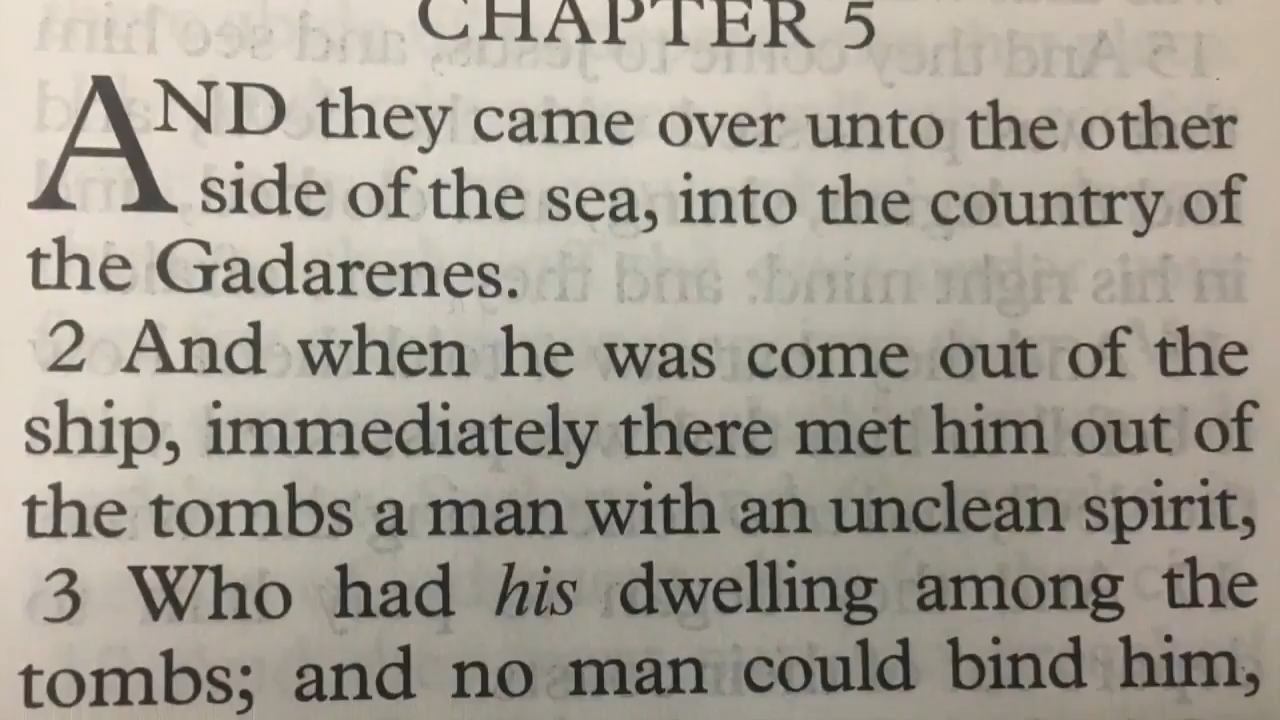 CHAPTER 5
AND they came over unto the other
side of the sea, into the country of
the Gadarenes.
2 And when he was come out of the
ship, immediately there met him out of
the tombs a man with an unclean spirit,
3 Who had his dwelling among the
tombs; and no man could bind him,